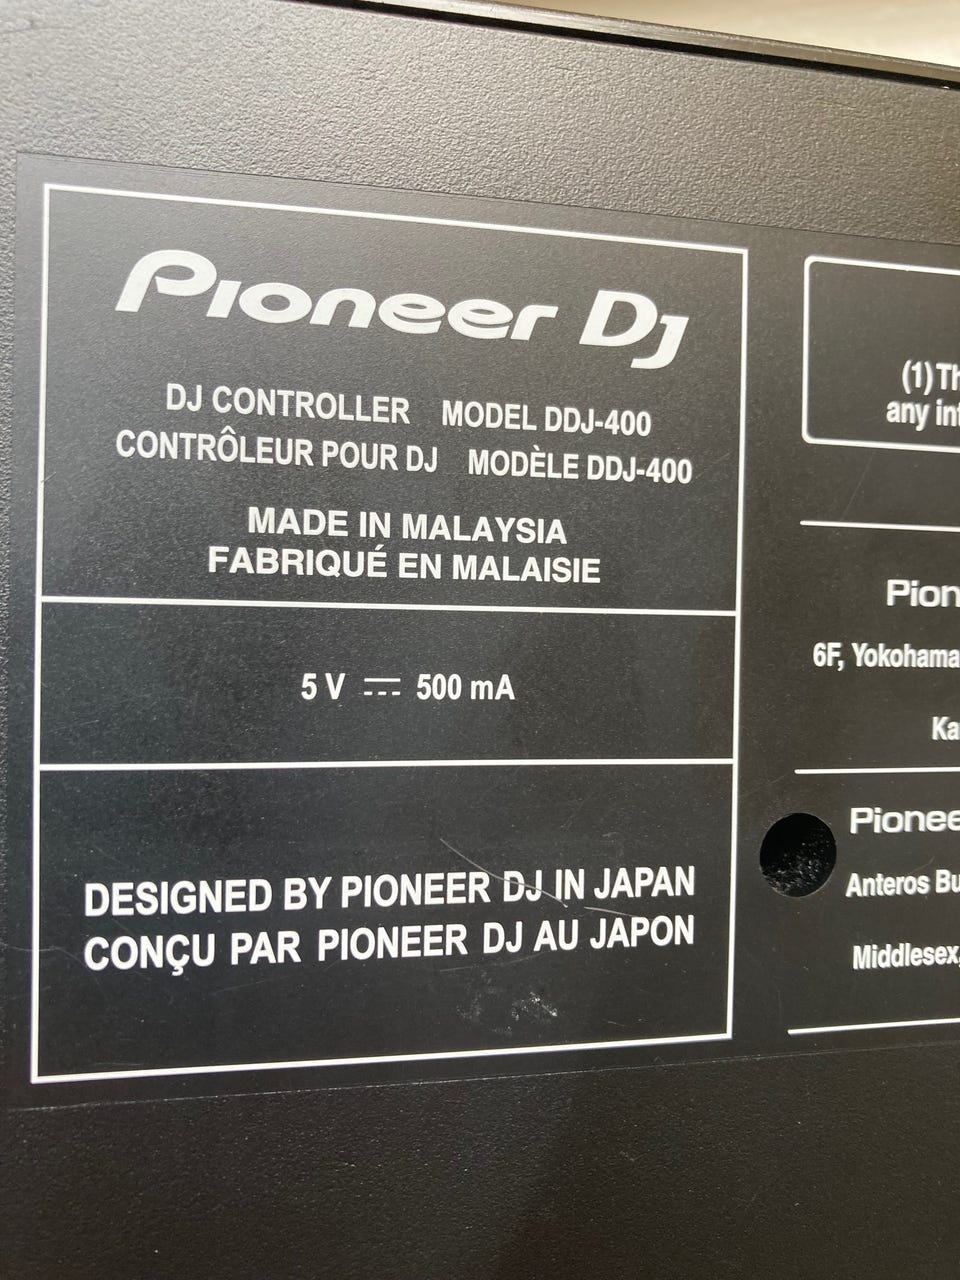 Pioneer Dj
DJ CONTROLLER MODEL DDJ-400
CONTRÔLEUR POUR DJ MODÈLE DDJ-400
MADE IN MALAYSIA
FABRIQUÉ EN MALAISIE
5 V ⎓ 500 mA
DESIGNED BY PIONEER DJ IN JAPAN
CONÇU PAR PIONEER DJ AU JAPON
(1) Th
any int
Pion
6F, Yokohama
Ka
Pionee
Anteros Bu
Middlesex,